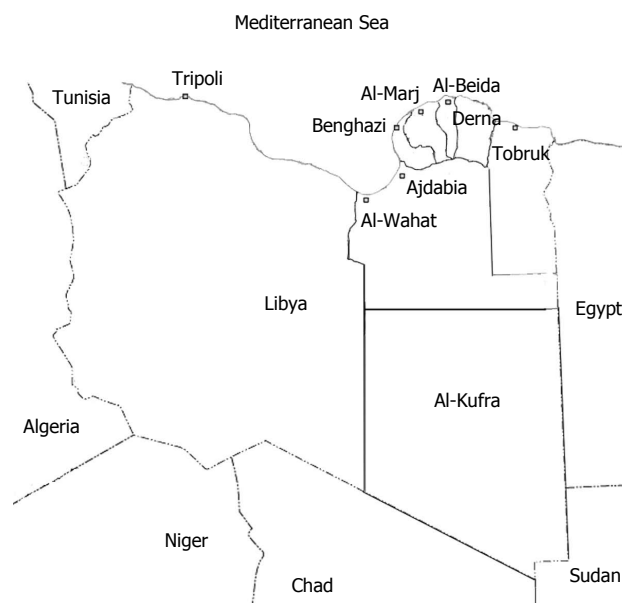 Mediterranean Sea
Tripoli
Al-Beida
Al-Marj
Tunisia
Derna
Benghazi
Tobruk
Ajdabia
Al-Wahat
Libya
Egypt
Al-Kufra
Algeria
Niger
Sudan
Chad